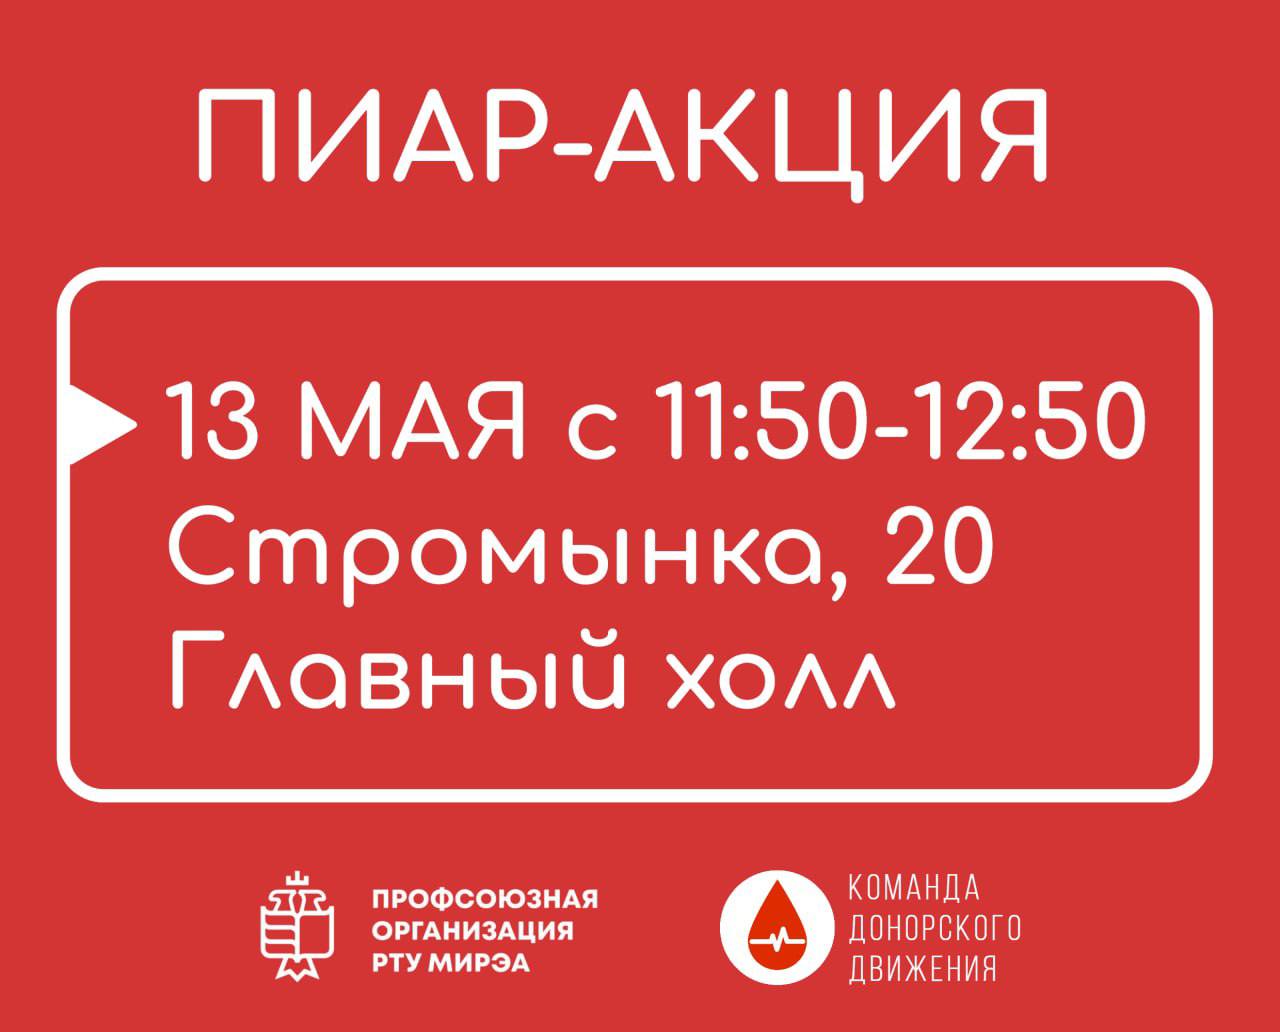 ПИАР-АКЦИЯ
13 МАЯ с 11:50-12:50
Стромынка, 20
Главный холл
ПРОФСОЮЗНАЯ
ОРГАНИЗАЦИЯ
РТУ МИРЭА
КОМАНДА
ДОНОРСКОГО
ДВИЖЕНИЯ